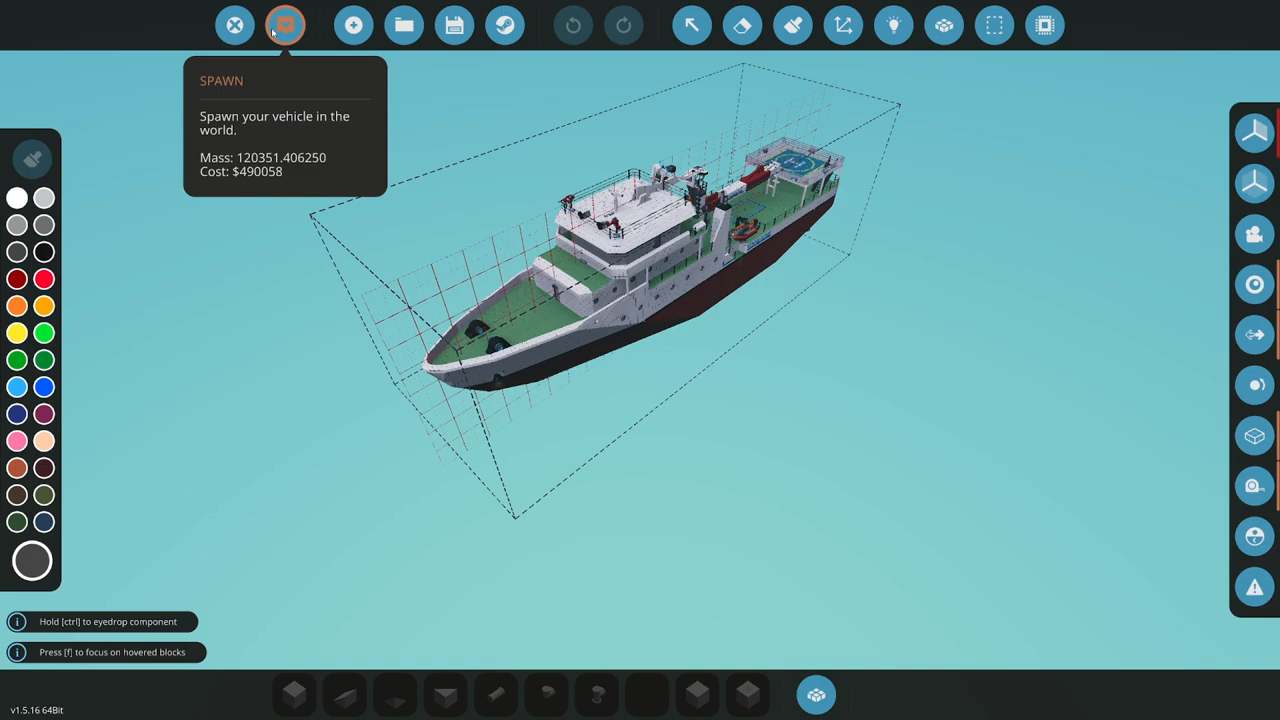 SPAWN
Spawn your vehicle in the
world.
Mass: 120351.406250
Cost: $490058
H
Hold [ctrl] to eyedrop component
Press [f] to focus on hovered blocks
v1.5.16 64Bit